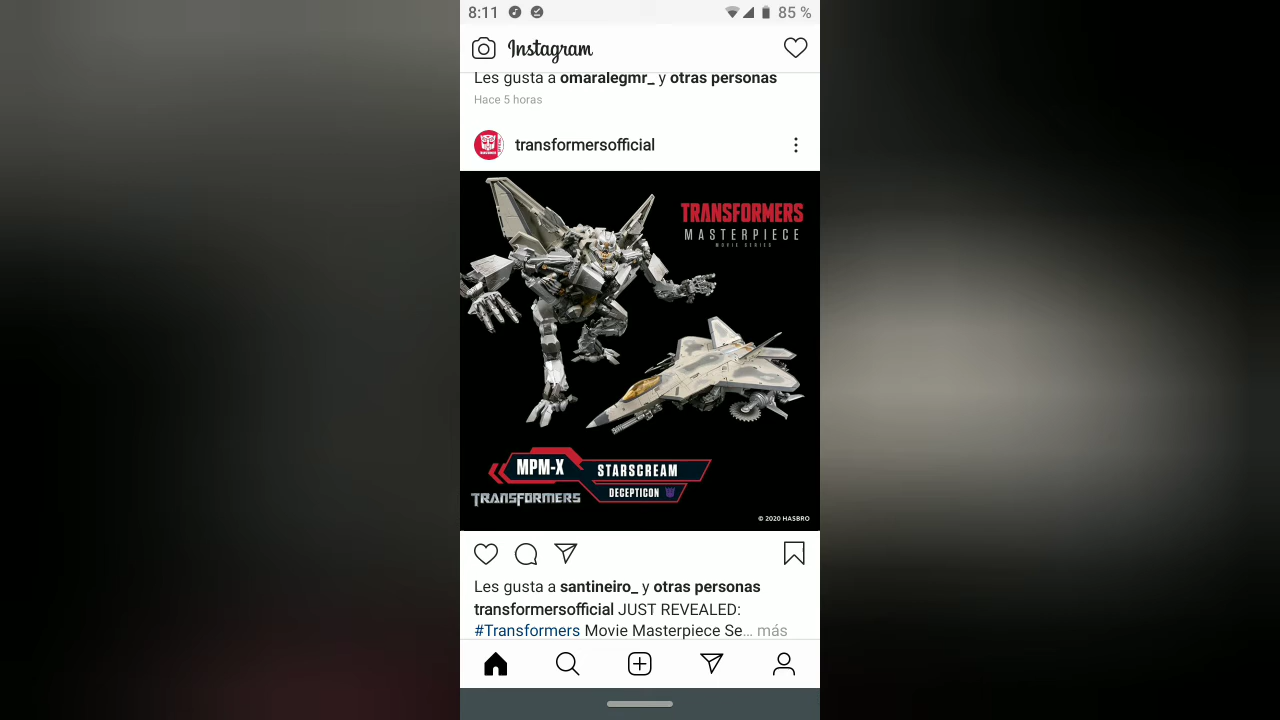 8:11
85 %
Instagram
Les gusta a omaralegmr_ y otras personas
Hace 5 horas
transformersofficial
TRANSFORMERS
MASTERPIECE
MOVIE SERIES
MPM-X
STARSCREAM
DECEPTICON
TRANSFORMERS
© 2020 HASBRO
Les gusta a santineiro_ y otras personas
transformersofficial JUST REVEALED:
#Transformers Movie Masterpiece Se... más